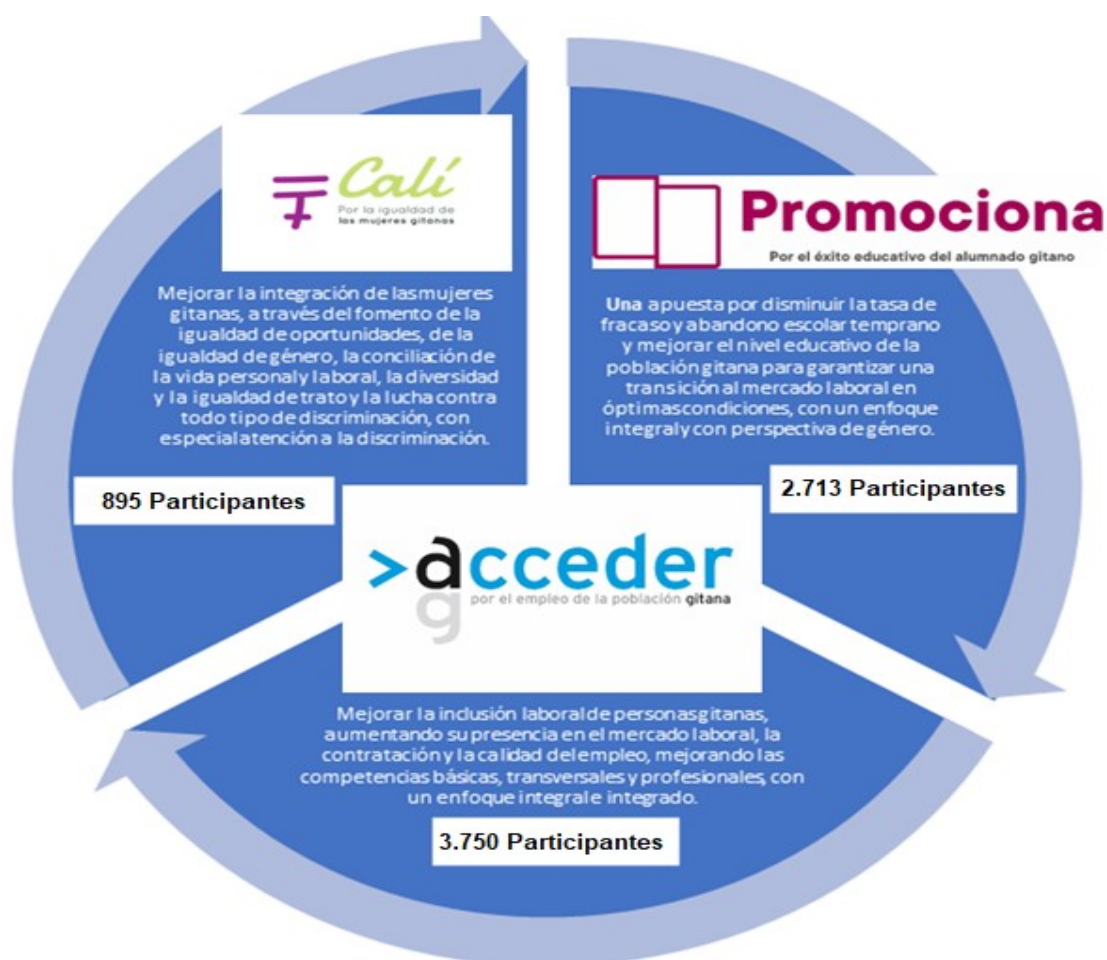 Calí
Por la igualdad de
las mujeres gitanas
Mejorar la integración de las mujeres
gitanas, a través del fomento de la
igualdad de oportunidades, de la
igualdad de género, la conciliación de
la vida personal y laboral, la diversidad
y la igualdad de trato y la lucha contra
todo tipo de discriminación, con
especial atención a la discriminación.
895 Participantes
Promociona
Por el éxito educativo del alumnado gitano
Una apuesta por disminuir la tasa de
fracaso y abandono escolar temprano
y mejorar el nivel educativo de la
población gitana para garantizar una
transición al mercado laboral en
óptimas condiciones, con un enfoque
integral y con perspectiva de género.
2.713 Participantes
>acceder
por el empleo de la población gitana
Mejorar la inclusión laboral de personas gitanas,
aumentando su presencia en el mercado laboral, la
contratación y la calidad del empleo, mejorando las
competencias básicas, transversales y profesionales, con
un enfoque integral e integrado.
3.750 Participantes